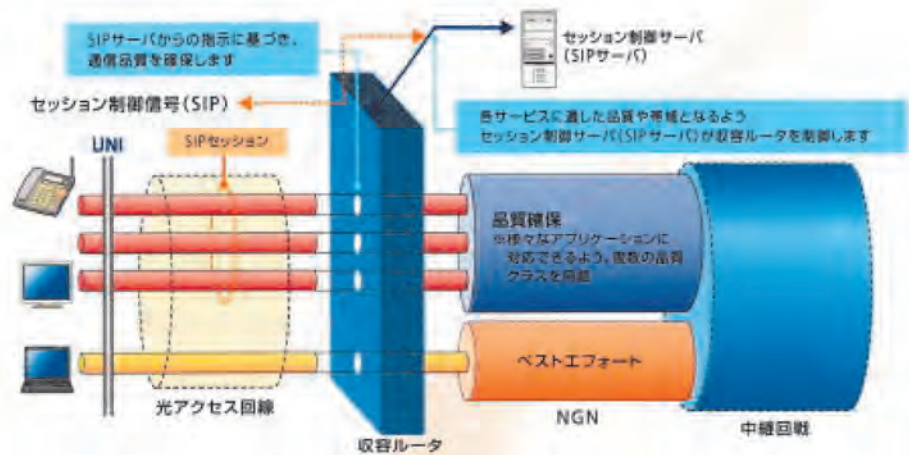 SIPサーバからの指示に基づき、
通信品質を確保します
セッション制御サーバ
(SIPサーバ)
セッション制御信号(SIP)
各サービスに適した品質や帯域となるよう
セッション制御サーバ(SIPサーバ)が収容ルータを制御します
UNI
SIPセッション
品質確保
※様々なアプリケーションに
対応できるよう、複数の品質
クラスを用意
ベストエフォート
光アクセス回線
収容ルータ
NGN
中継回戦